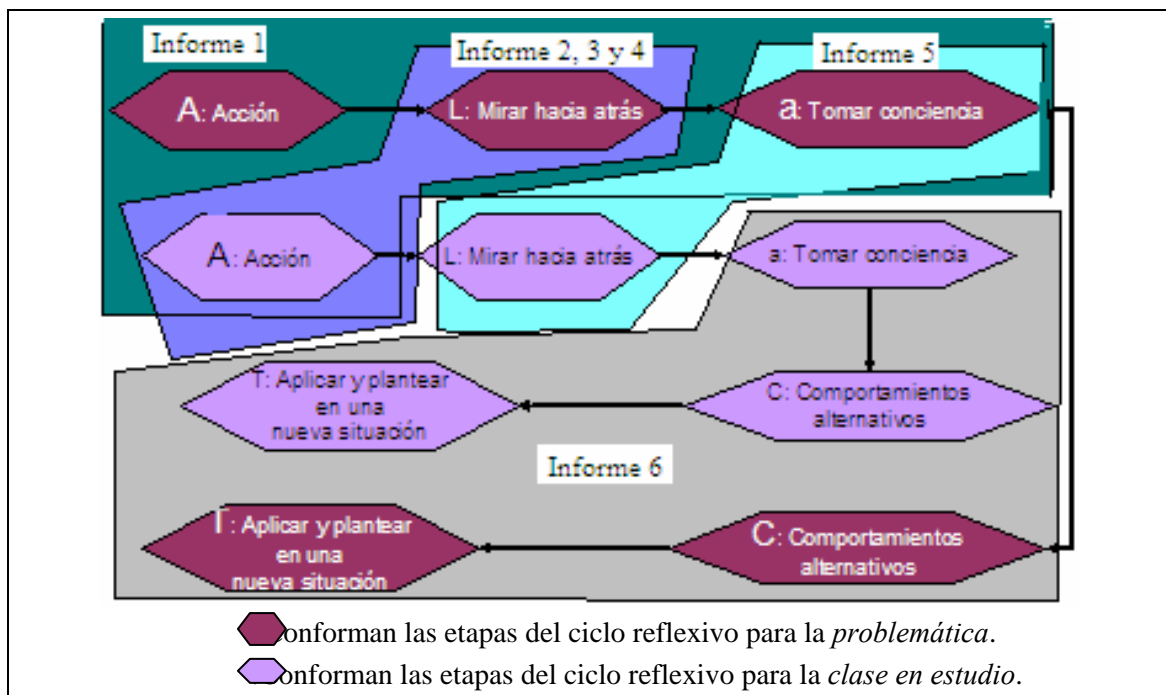 Informe 1
Informe 2, 3 y 4
Informe 5
A: Acción
L: Mirar hacia atrás
a: Tomar conciencia
A: Acción
L: Mirar hacia atrás
a: Tomar conciencia
T: Aplicar y plantear
en una
nueva situación
C: Comportamientos
alternativos
Informe 6
T: Aplicar y plantear
en una
nueva situación
C: Comportamientos
alternativos
onforman las etapas del ciclo reflexivo para la problemática.
onforman las etapas del ciclo reflexivo para la clase en estudio.